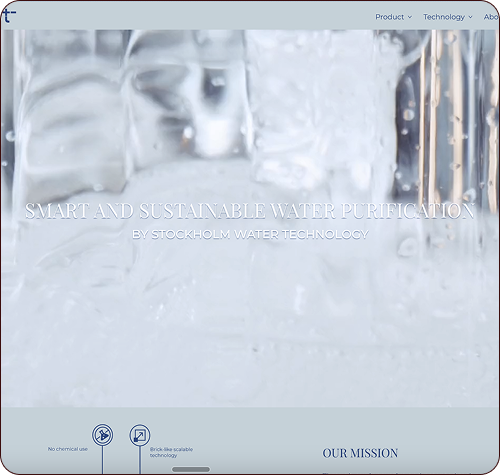 t-
Product
Technology
SMART AND SUSTAINABLE WATER PURIFICATION
BY STOCKHOLM WATER TECHNOLOGY
No chemical use
Brick-like scalable
technology
OUR MISSION